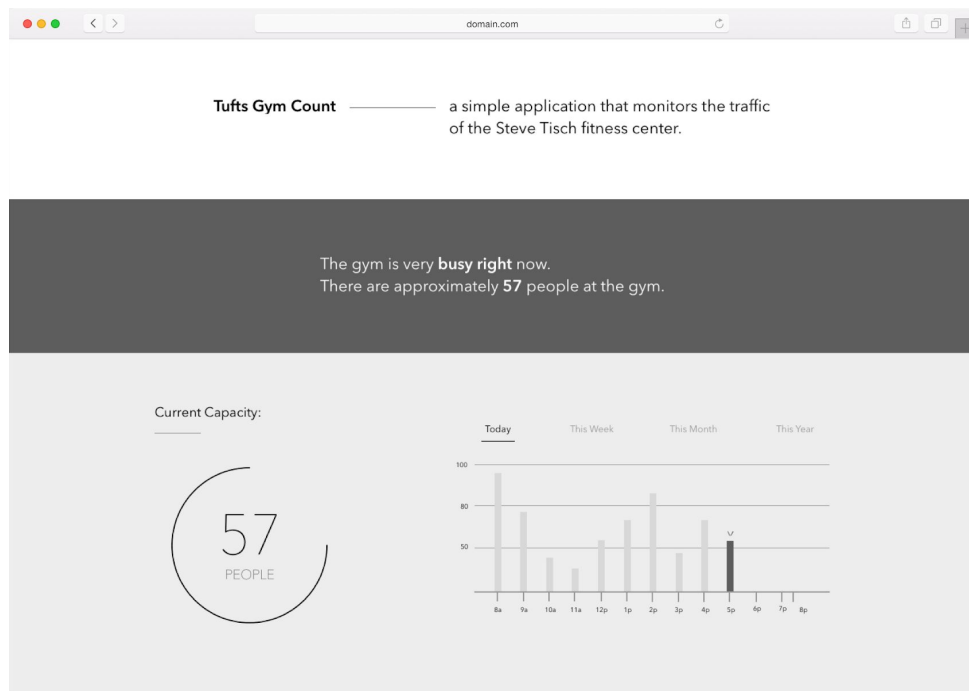 domain.com
Tufts Gym Count
a simple application that monitors the traffic
of the Steve Tisch fitness center.
The gym is very busy right now.
There are approximately 57 people at the gym.
Current Capacity:
57
PEOPLE
Today This Week This Month This Year
100
80
50
8a 9a 10a 11a 12p 1p 2p 3p 4p 5p 6p 7p 8p